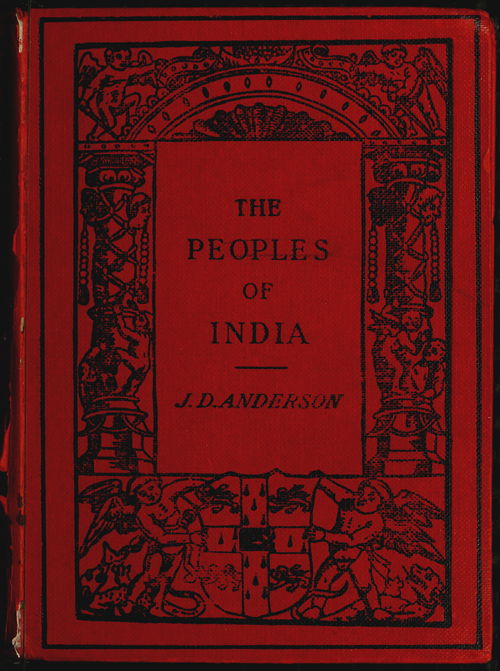 THE
PEOPLES
OF
INDIA
J. D. ANDERSON